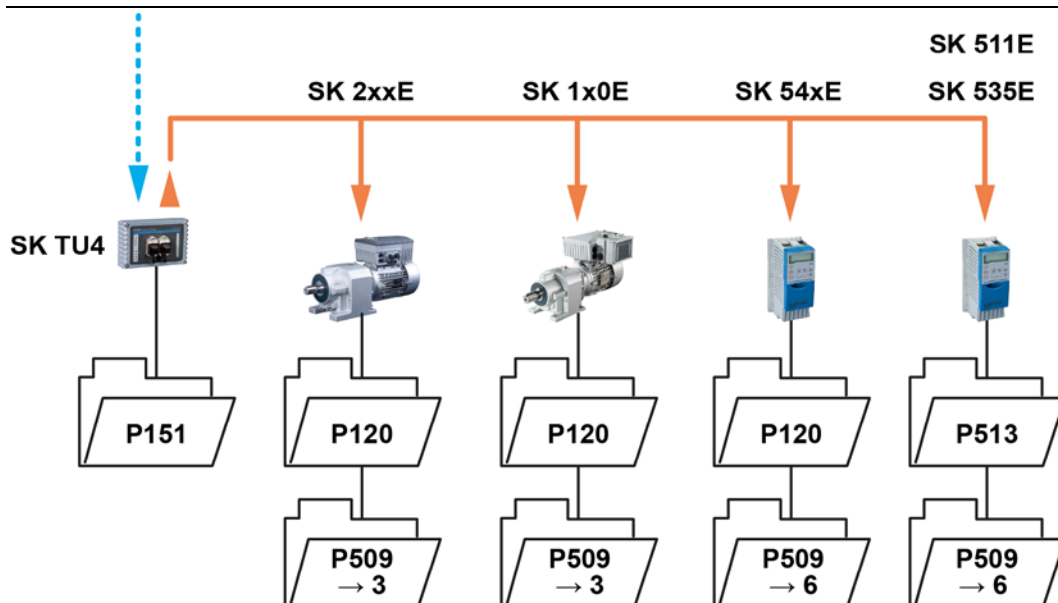 SK 511E
SK 2xxE SK 1x0E SK 54xE SK 535E
SK TU4
P151 P120 P120 P120 P513
P509 P509 P509 P509
→ 3 → 3 → 6 → 6